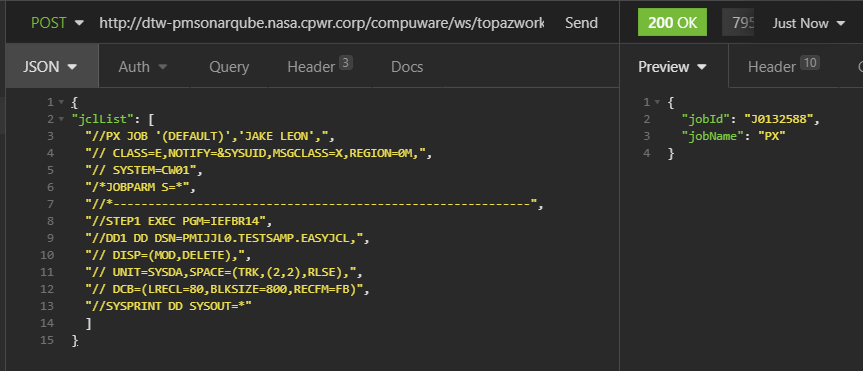 POST http://dtw-pmsonarqube.nasa.cpwr.corp/compuware/ws/topazwork Send 200 OK 795 Just Now
JSON Auth Query Header 3 Docs Preview Header 10
1 {
2 "jclList": [
3 "//PX JOB '(DEFAULT)','JAKE LEON',",
4 "// CLASS=E,NOTIFY=&SYSUID,MSGCLASS=X,REGION=0M,",
5 "// SYSTEM=CW01",
6 "/*JOBPARM S=*",
7 "//*----------------------------------------------------------",
8 "//STEP1 EXEC PGM=IEFBR14",
9 "//DD1 DD DSN=PMIJJL0.TESTSAMP.EASYJCL,",
10 "// DISP=(MOD,DELETE),",
11 "// UNIT=SYSDA,SPACE=(TRK,(2,2),RLSE),",
12 "// DCB=(LRECL=80,BLKSIZE=800,RECFM=FB)",
13 "//SYSPRINT DD SYSOUT=*"
14 ]
15 }
1 {
2 "jobId": "J0132588",
3 "jobName": "PX"
4 }